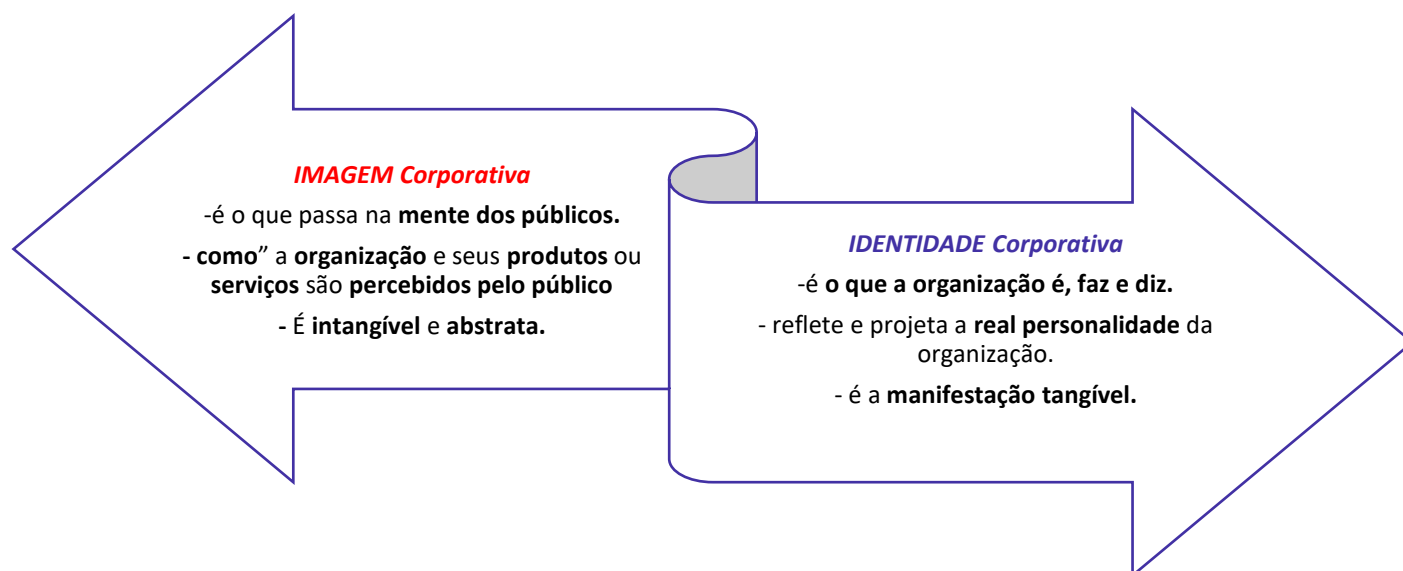 IMAGEM Corporativa
-é o que passa na mente dos públicos.
- como” a organização e seus produtos ou
serviços são percebidos pelo público
- É intangível e abstrata.
IDENTIDADE Corporativa
-é o que a organização é, faz e diz.
- reflete e projeta a real personalidade da
organização.
- é a manifestação tangível.